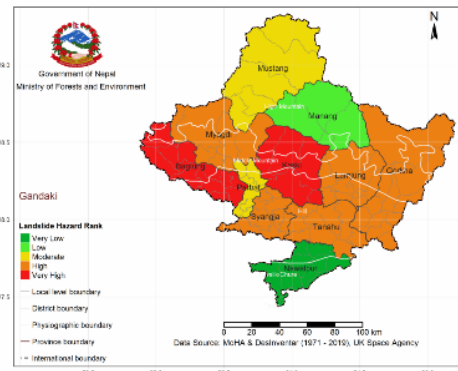 N
Government of Nepal
Ministry of Forests and Environment
Mustang
Manang
Myagdi
Baglung
Kaski
Parbat
Lamjung
Gorkha
Syangja
Tanahu
Hill
Gandaki
Landslide Hazard Rank
Very Low
Low
Moderate
High
Very High
Local level boundary
District boundary
Physiographic boundary
Province boundary
International boundary
0 20 40 60 80 100 km
Data Source: MoHA & DesInventer (1971 - 2019), UK Space Agency